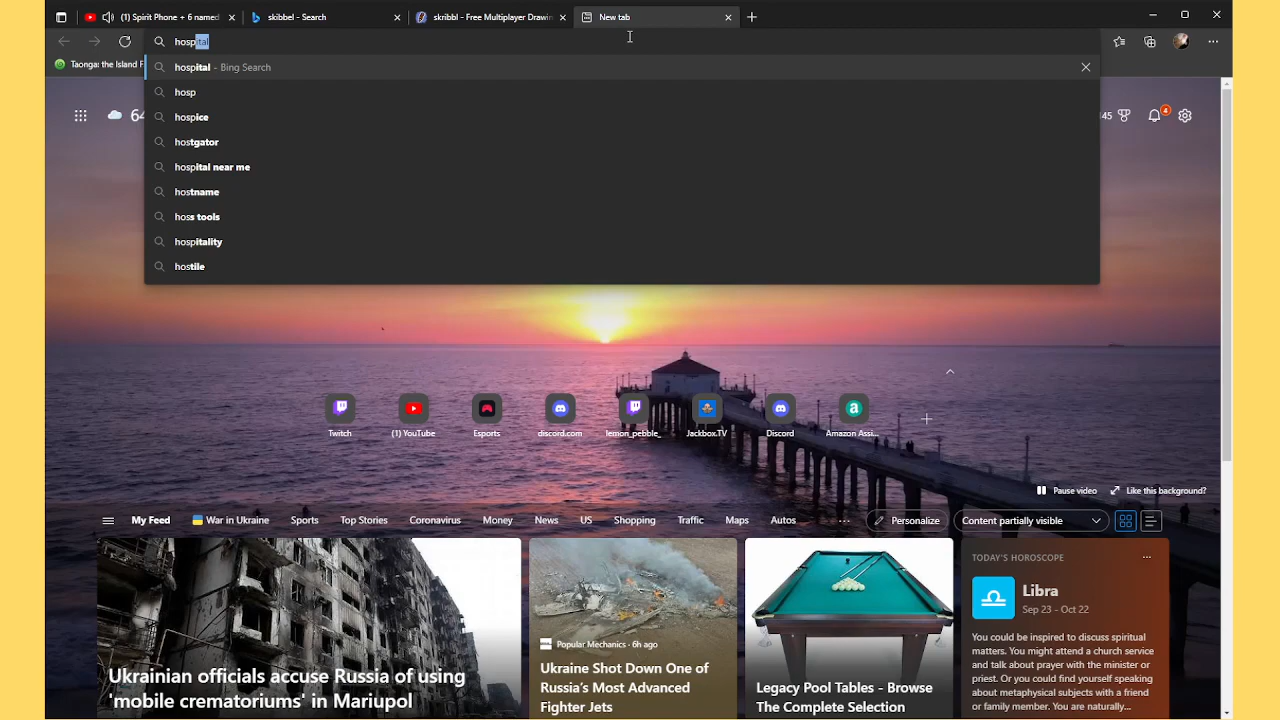 (1) Spirit Phone + 6 named
skibbel - Search
skribbl - Free Multiplayer Drawin
New tab
hospital
Taonga: the Island F
hospital - Bing Search
hosp
hospice
hostgator
hospital near me
hostname
hoss tools
hospitality
hostile
64
45
4
Twitch
(1) YouTube
Esports
discord.com
lemon_pebble_
Jackbox.TV
Discord
Amazon Assi...
Pause video
Like this background?
My Feed
War in Ukraine
Sports
Top Stories
Coronavirus
Money
News
US
Shopping
Traffic
Maps
Autos
...
Personalize
Content partially visible
Ukrainian officials accuse Russia of using
'mobile crematoriums' in Mariupol
Popular Mechanics · 6h ago
Ukraine Shot Down One of
Russia's Most Advanced
Fighter Jets
Legacy Pool Tables - Browse
The Complete Selection
TODAY'S HOROSCOPE
Libra
Sep 23 - Oct 22
You could be inspired to discuss spiritual
matters. You might attend a church service
and talk about prayer with the minister or
priest. Or you could find yourself speaking
about metaphysical subjects with a friend
or family member. You are naturally...